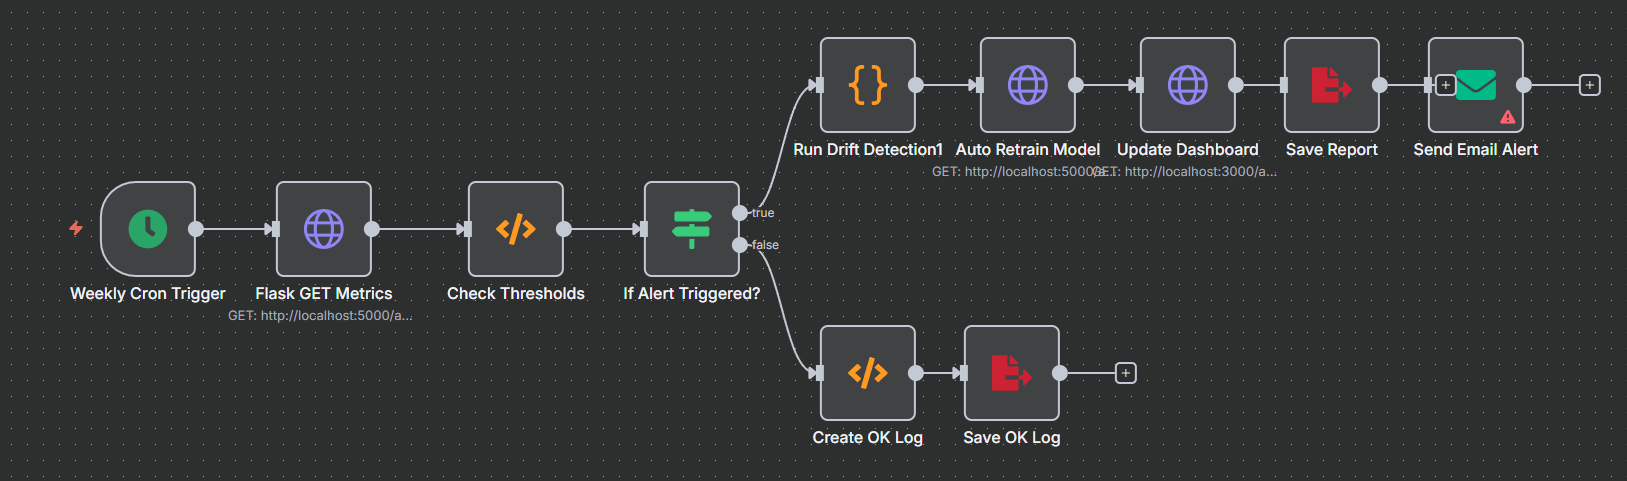 Run Drift Detection1
Auto Retrain Model
GET: http://localhost:5000/a...
Update Dashboard
GET: http://localhost:3000/a...
Save Report
Send Email Alert
true
false
Weekly Cron Trigger
Flask GET Metrics
GET: http://localhost:5000/a...
Check Thresholds
If Alert Triggered?
Create OK Log
Save OK Log